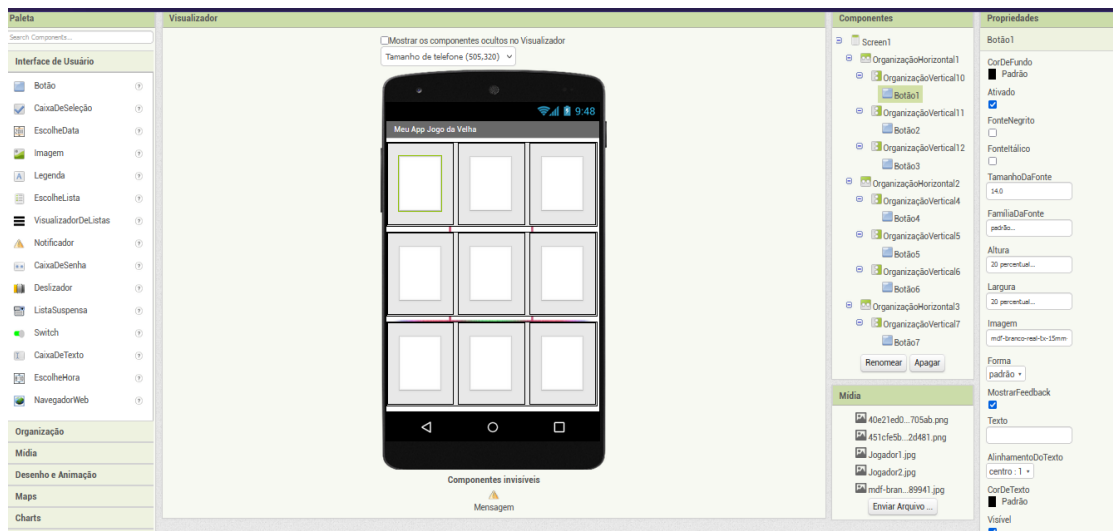 Paleta
Search Components...
Interface de Usuário
Botão
CaixaDeSeleção
EscolheData
Imagem
Legenda
EscolheLista
VisualizadorDeListas
Notificador
CaixaDeSenha
Deslizador
ListaSuspensa
Switch
CaixaDeTexto
EscolheHora
NavegadorWeb
Organização
Mídia
Desenho e Animação
Maps
Charts
Visualizador
Mostrar os componentes ocultos no Visualizador
Tamanho de telefone (505,320)
9:48
Meu App Jogo da Velha
Componentes invisíveis
Mensagem
Componentes
Screen1
OrganizaçãoHorizontal1
OrganizaçãoVertical10
Botão1
OrganizaçãoVertical11
Botão2
OrganizaçãoVertical12
Botão3
OrganizaçãoHorizontal2
OrganizaçãoVertical4
Botão4
OrganizaçãoVertical5
Botão5
OrganizaçãoVertical6
Botão6
OrganizaçãoHorizontal3
OrganizaçãoVertical7
Botão7
Renomear Apagar
Mídia
40e21ed0...705ab.png
451cfe5b...2d481.png
Jogador1.jpg
Jogador2.jpg
mdf-bran...89941.jpg
Enviar Arquivo ...
Propriedades
Botão1
CorDeFundo
Padrão
Ativado
FonteNegrito
FonteItálico
TamanhoDaFonte
14.0
FamíliaDaFonte
padrão...
Altura
20 percentual...
Largura
20 percentual...
Imagem
mdf-branco-real-tx-15mm-
Forma
padrão
MostrarFeedback
Texto
AlinhamentoDoTexto
centro : 1
CorDeTexto
Padrão
Visível